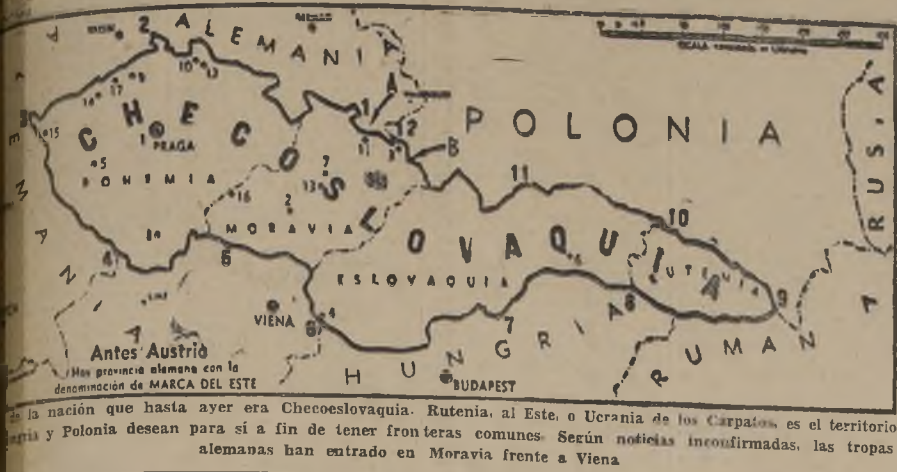 ALEMANIA
CHECOSLOVAQUIA
POLONIA
RUSIA
PRAGA
BOHEMIA
MORAVIA
ESLOVAQUIA
RUTENIA
VIENA
HUNGRIA
BUDAPEST
RUMAN
Antes Austria
Hoy provincia alemana con la
denominación de MARCA DEL ESTE
de la nación que hasta ayer era Checoeslovaquia. Rutenia, al Este, o Ucrania de los Carpatos, es el territorio
y Polonia desean para sí a fin de tener fronteras comunes. Según noticias inconfirmadas, las tropas
alemanas han entrado en Moravia frente a Viena